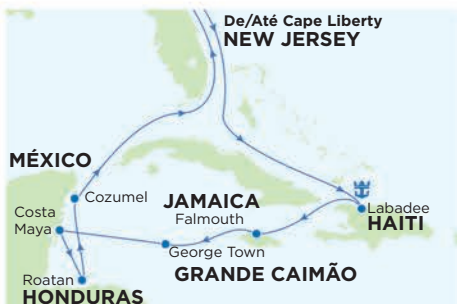 De/Até Cape Liberty
NEW JERSEY
MÉXICO
Cozumel
JAMAICA
Falmouth
Labadee
HAITI
Costa
Maya
George Town
GRANDE CAIMÃO
Roatan
HONDURAS